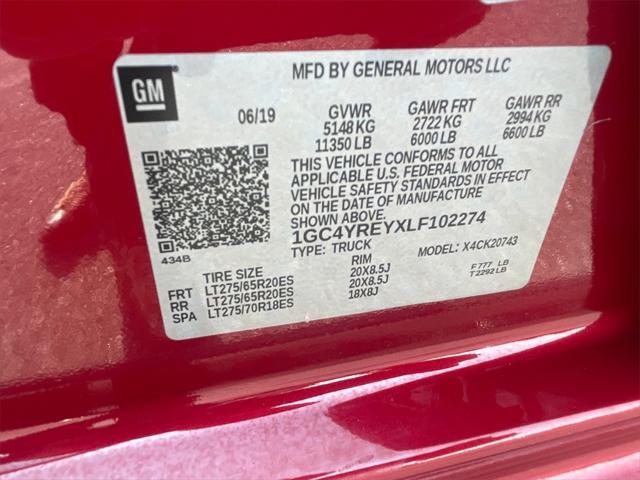 GM
MFD BY GENERAL MOTORS LLC
06/19 GVWR GAWR FRT GAWR RR
5148 KG 2722 KG 2994 KG
11350 LB 6000 LB 6600 LB
THIS VEHICLE CONFORMS TO ALL
APPLICABLE U.S. FEDERAL MOTOR
VEHICLE SAFETY STANDARDS IN EFFECT
ON THE DATE OF MANUFACTURE
SHOWN ABOVE.
1GC4YREYXLF102274
434B TYPE: TRUCK MODEL: X4CK20743
TIRE SIZE RIM
FRT LT275/65R20ES 20X8.5J F 777 LB
RR LT275/65R20ES 20X8.5J T2292 LB
SPA LT275/70R18ES 18X8J